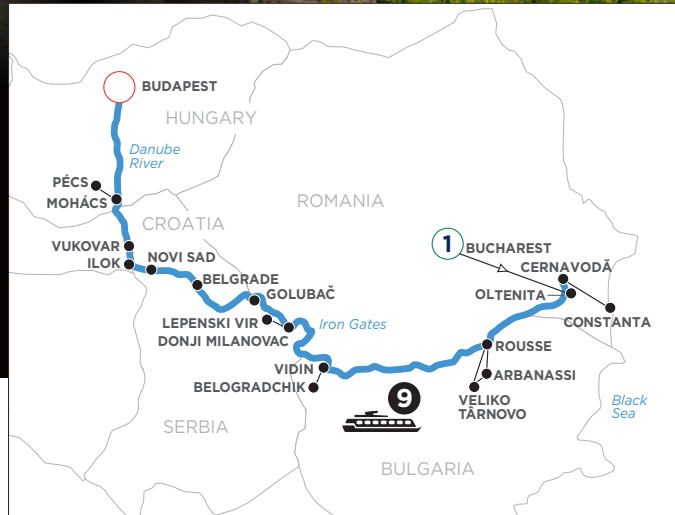 BUDAPEST
HUNGARY
Danube
River
PÉCS
MOHÁCS
ROMANIA
CROATIA
VUKOVAR
ILOK
NOVI SAD
BELGRADE
GOLUBAČ
1
BUCHAREST
CERNAVODĂ
OLTENITA
CONSTANTA
LEPENSKI VIR
DONJI MILANOVAC
Iron Gates
ROUSSE
VIDIN
BELOGRADCHIK
ARBANASSI
VELIKO
TÂRNOVO
9
Black
Sea
SERBIA
BULGARIA